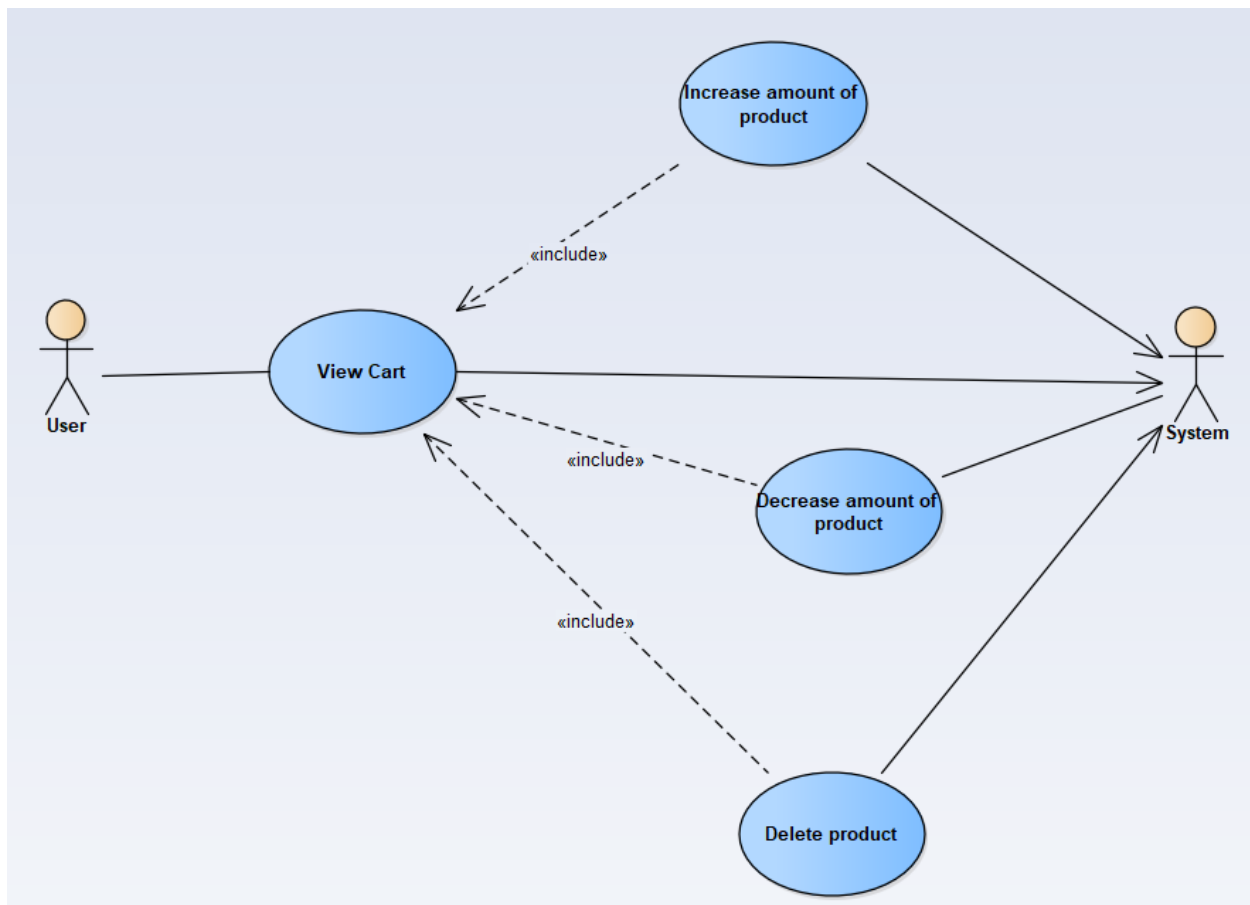 Increase amount of
product
«include»
View Cart
User
System
«include»
Decrease amount of
product
«include»
Delete product